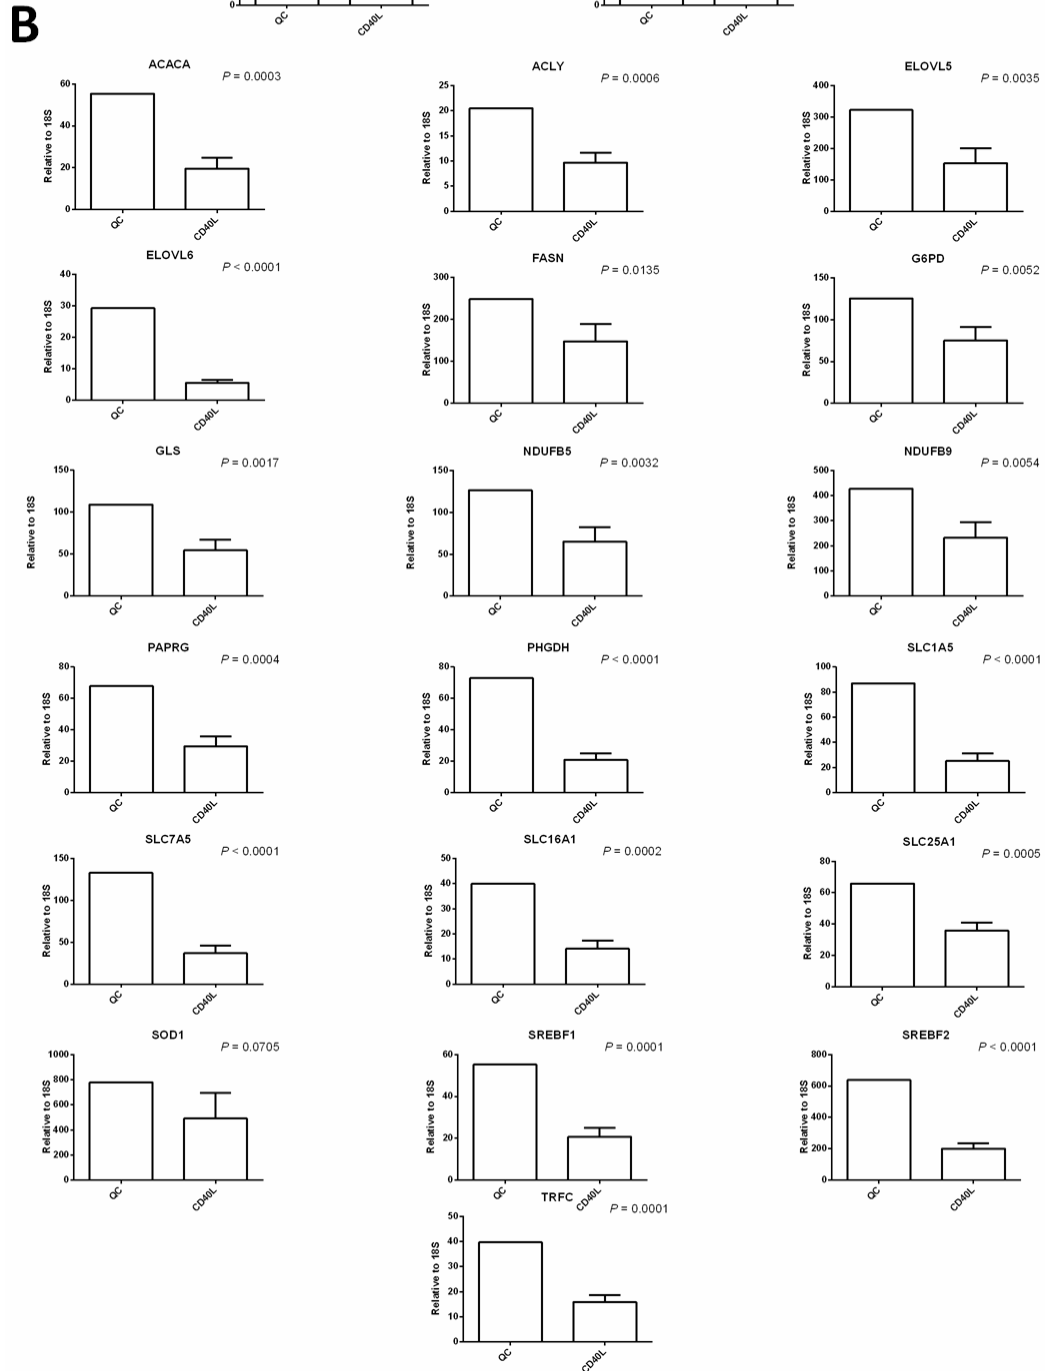 B
0
0
QC
CD40L
QC
CD40L
ACACA
P = 0.0003
Relative to 18S
60
40
20
0
QC
CD40L
ACLY
P = 0.0006
Relative to 18S
25
20
15
10
5
0
QC
CD40L
ELOVL5
P = 0.0035
Relative to 18S
400
300
200
100
0
QC
CD40L
ELOVL6
P < 0.0001
Relative to 18S
40
30
20
10
0
QC
CD40L
FASN
P = 0.0135
Relative to 18S
300
200
100
0
QC
CD40L
G6PD
P = 0.0052
Relative to 18S
150
100
50
0
QC
CD40L
GLS
P = 0.0017
Relative to 18S
150
100
50
0
QC
CD40L
NDUFB5
P = 0.0032
Relative to 18S
150
100
50
0
QC
CD40L
NDUFB9
P = 0.0054
Relative to 18S
500
400
300
200
100
0
QC
CD40L
PAPRG
P = 0.0004
Relative to 18S
80
60
40
20
0
QC
CD40L
PHGDH
P < 0.0001
Relative to 18S
80
60
40
20
0
QC
CD40L
SLC1A5
P < 0.0001
Relative to 18S
100
80
60
40
20
0
QC
CD40L
SLC7A5
P < 0.0001
Relative to 18S
150
100
50
0
QC
CD40L
SLC16A1
P = 0.0002
Relative to 18S
50
40
30
20
10
0
QC
CD40L
SLC25A1
P = 0.0005
Relative to 18S
80
60
40
20
0
QC
CD40L
SOD1
P = 0.0705
Relative to 18S
1000
800
600
400
200
0
QC
CD40L
SREBF1
P = 0.0001
Relative to 18S
60
40
20
0
QC
CD40L
SREBF2
P < 0.0001
Relative to 18S
800
600
400
200
0
QC
CD40L
TRFC
P = 0.0001
Relative to 18S
50
40
30
20
10
0
QC
CD40L